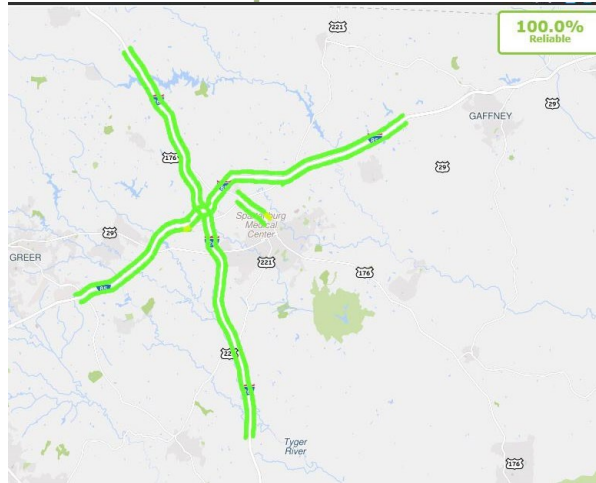 100.0%
Reliable
221
GAFFNEY
29
176
29
Spartanburg
Medical
Center
29
GREER
221
176
85
221
Tyger
River
176